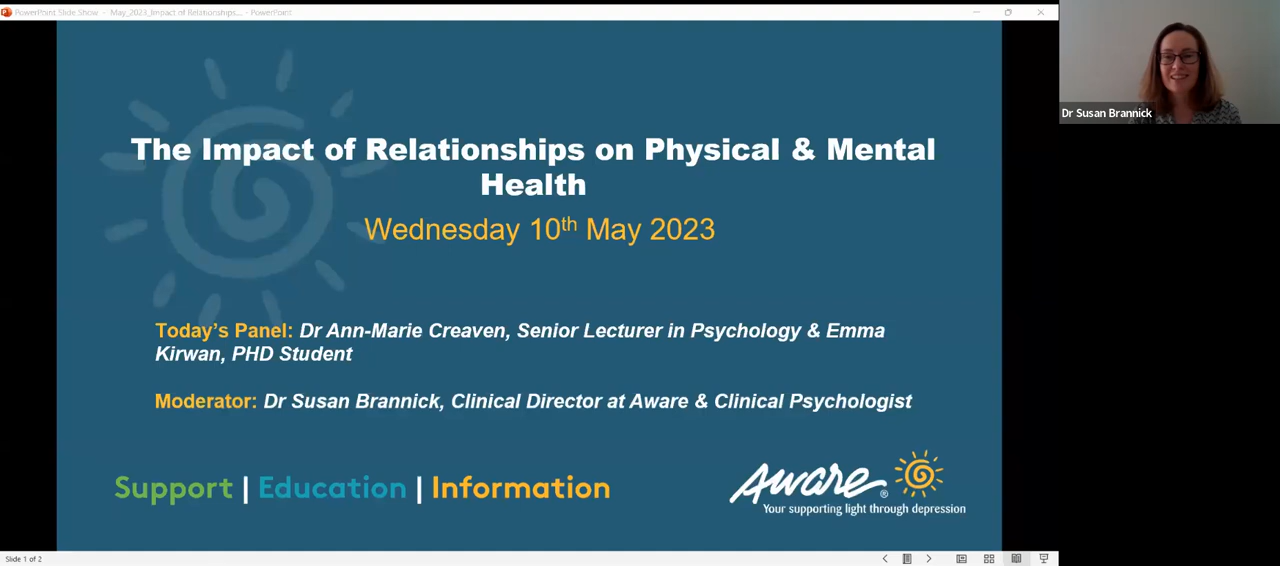 PowerPoint Slide Show - May_2023_Impact of Relationships... - PowerPoint
Dr Susan Brannick
The Impact of Relationships on Physical & Mental
Health
Wednesday 10th May 2023
Today's Panel: Dr Ann-Marie Creaven, Senior Lecturer in Psychology & Emma
Kirwan, PHD Student
Moderator: Dr Susan Brannick, Clinical Director at Aware & Clinical Psychologist
Support | Education | Information
Aware®
Your supporting light through depression
Slide 1 of 2